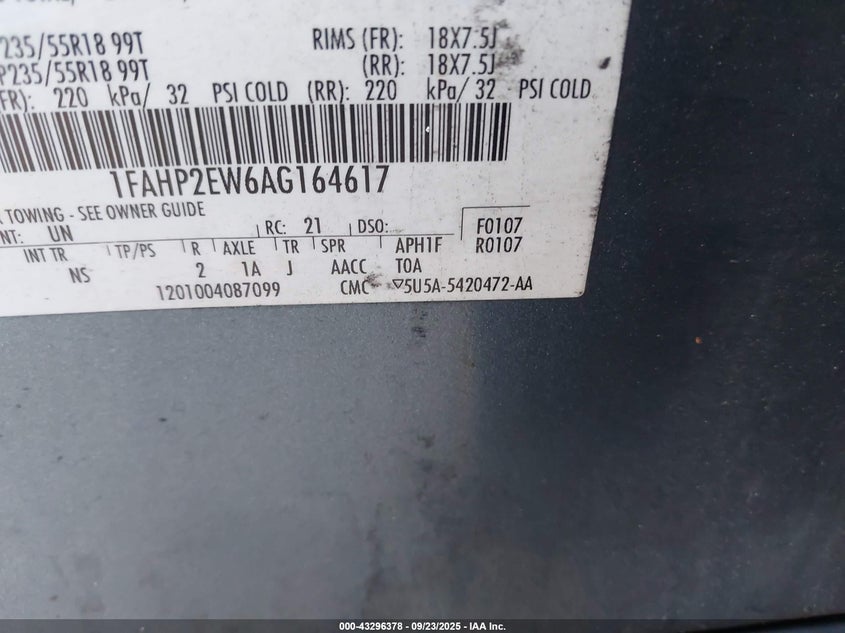 235/55R18 99T RIMS (FR): 18X7.5J
P235/55R18 99T (RR): 18X7.5J
(FR): 220 kPa/ 32 PSI COLD (RR): 220 kPa/ 32 PSI COLD
1FAHP2EW6AG164617
TOWING - SEE OWNER GUIDE
NT: UN RC: 21 DSO: F0107
INT TR TP/PS R AXLE TR SPR APH1F R0107
NS 2 1A J AACC TOA
1201004087099 CMC ▽5U5A-5420472-AA
000-43296378 - 09/23/2025 - IAA Inc.